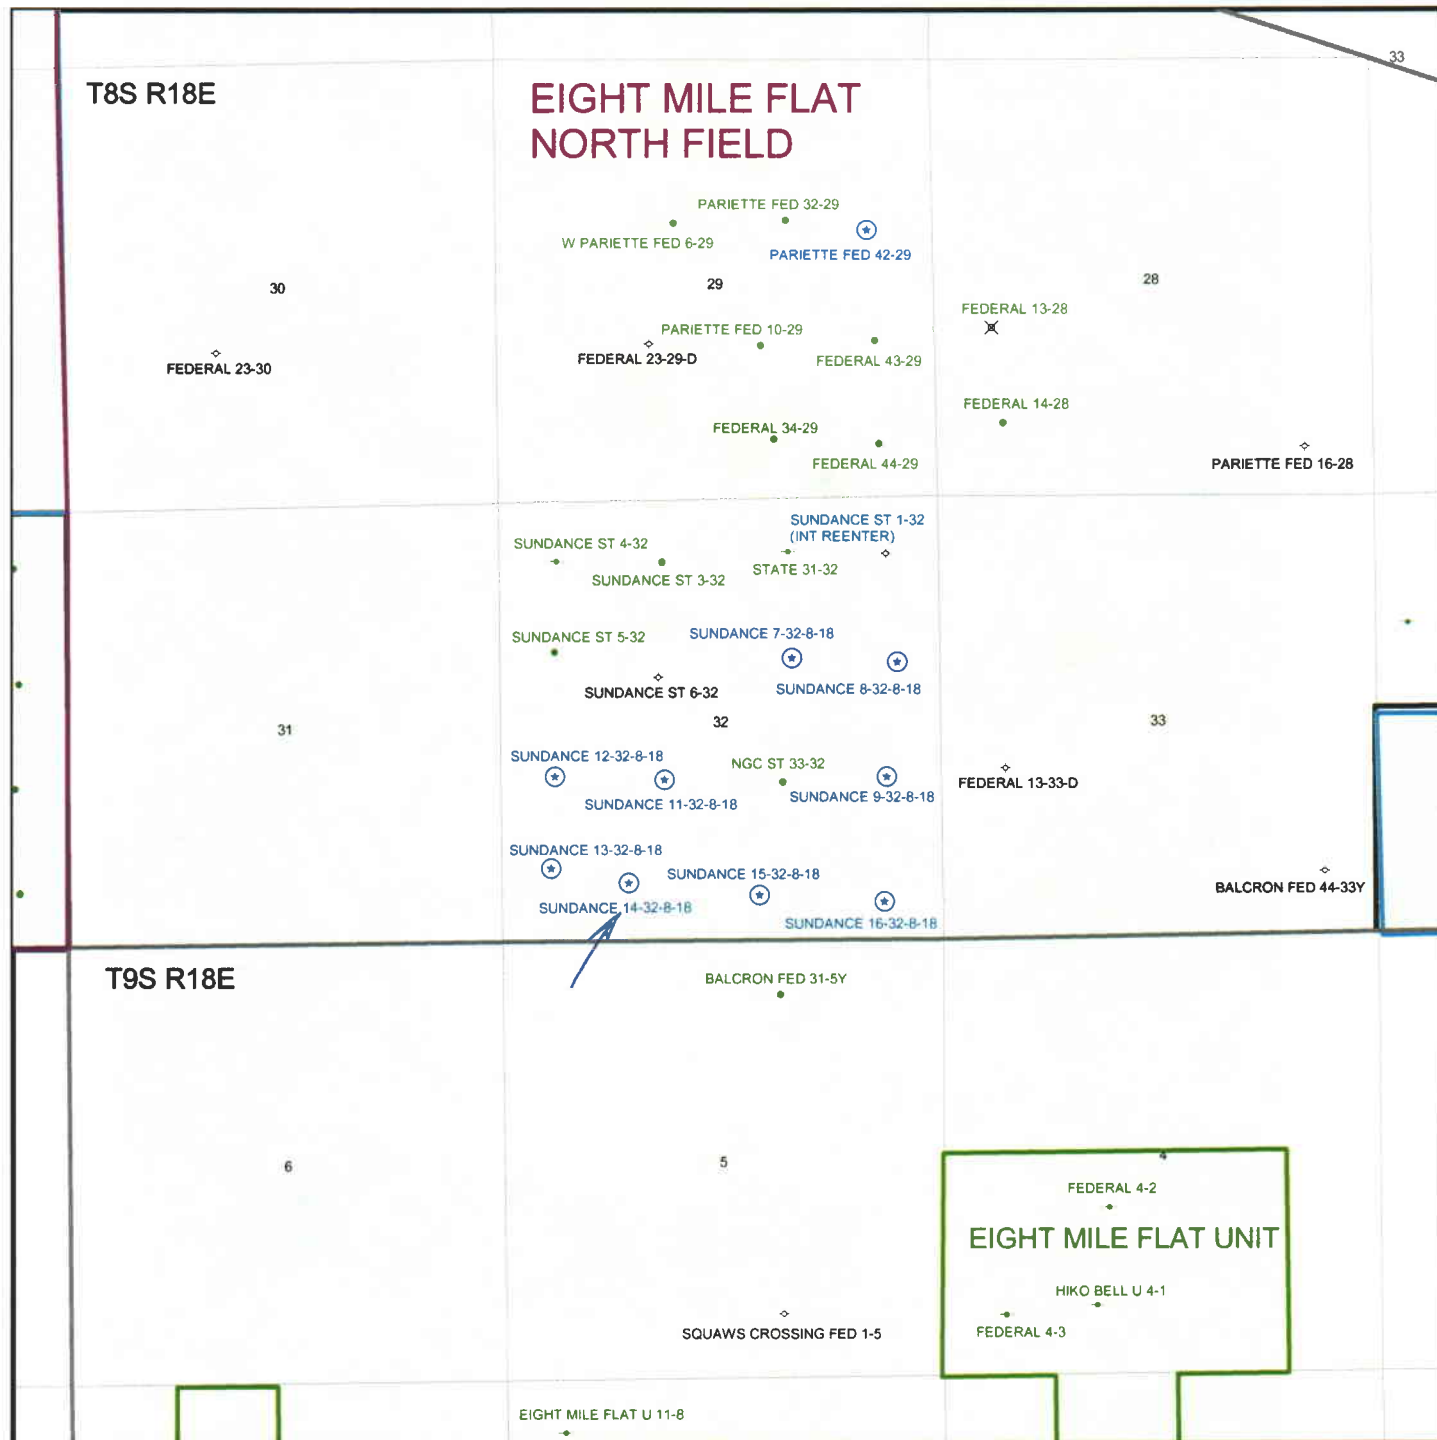 33
T8S R18E
EIGHT MILE FLAT
NORTH FIELD
PARIETTE FED 32-29
W PARIETTE FED 6-29
PARIETTE FED 42-29
30
29
28
FEDERAL 13-28
PARIETTE FED 10-29
FEDERAL 23-29-D
FEDERAL 43-29
FEDERAL 23-30
FEDERAL 14-28
FEDERAL 34-29
FEDERAL 44-29
PARIETTE FED 16-28
SUNDANCE ST 1-32
(INT REENTER)
SUNDANCE ST 4-32
STATE 31-32
SUNDANCE ST 3-32
SUNDANCE ST 5-32
SUNDANCE 7-32-8-18
SUNDANCE ST 6-32
SUNDANCE 8-32-8-18
31
32
33
SUNDANCE 12-32-8-18
NGC ST 33-32
SUNDANCE 11-32-8-18
SUNDANCE 9-32-8-18
FEDERAL 13-33-D
SUNDANCE 13-32-8-18
SUNDANCE 15-32-8-18
SUNDANCE 14-32-8-18
SUNDANCE 16-32-8-18
BALCRON FED 44-33Y
T9S R18E
BALCRON FED 31-5Y
6
5
4
FEDERAL 4-2
EIGHT MILE FLAT UNIT
HIKO BELL U 4-1
FEDERAL 4-3
SQUAWS CROSSING FED 1-5
EIGHT MILE FLAT U 11-8